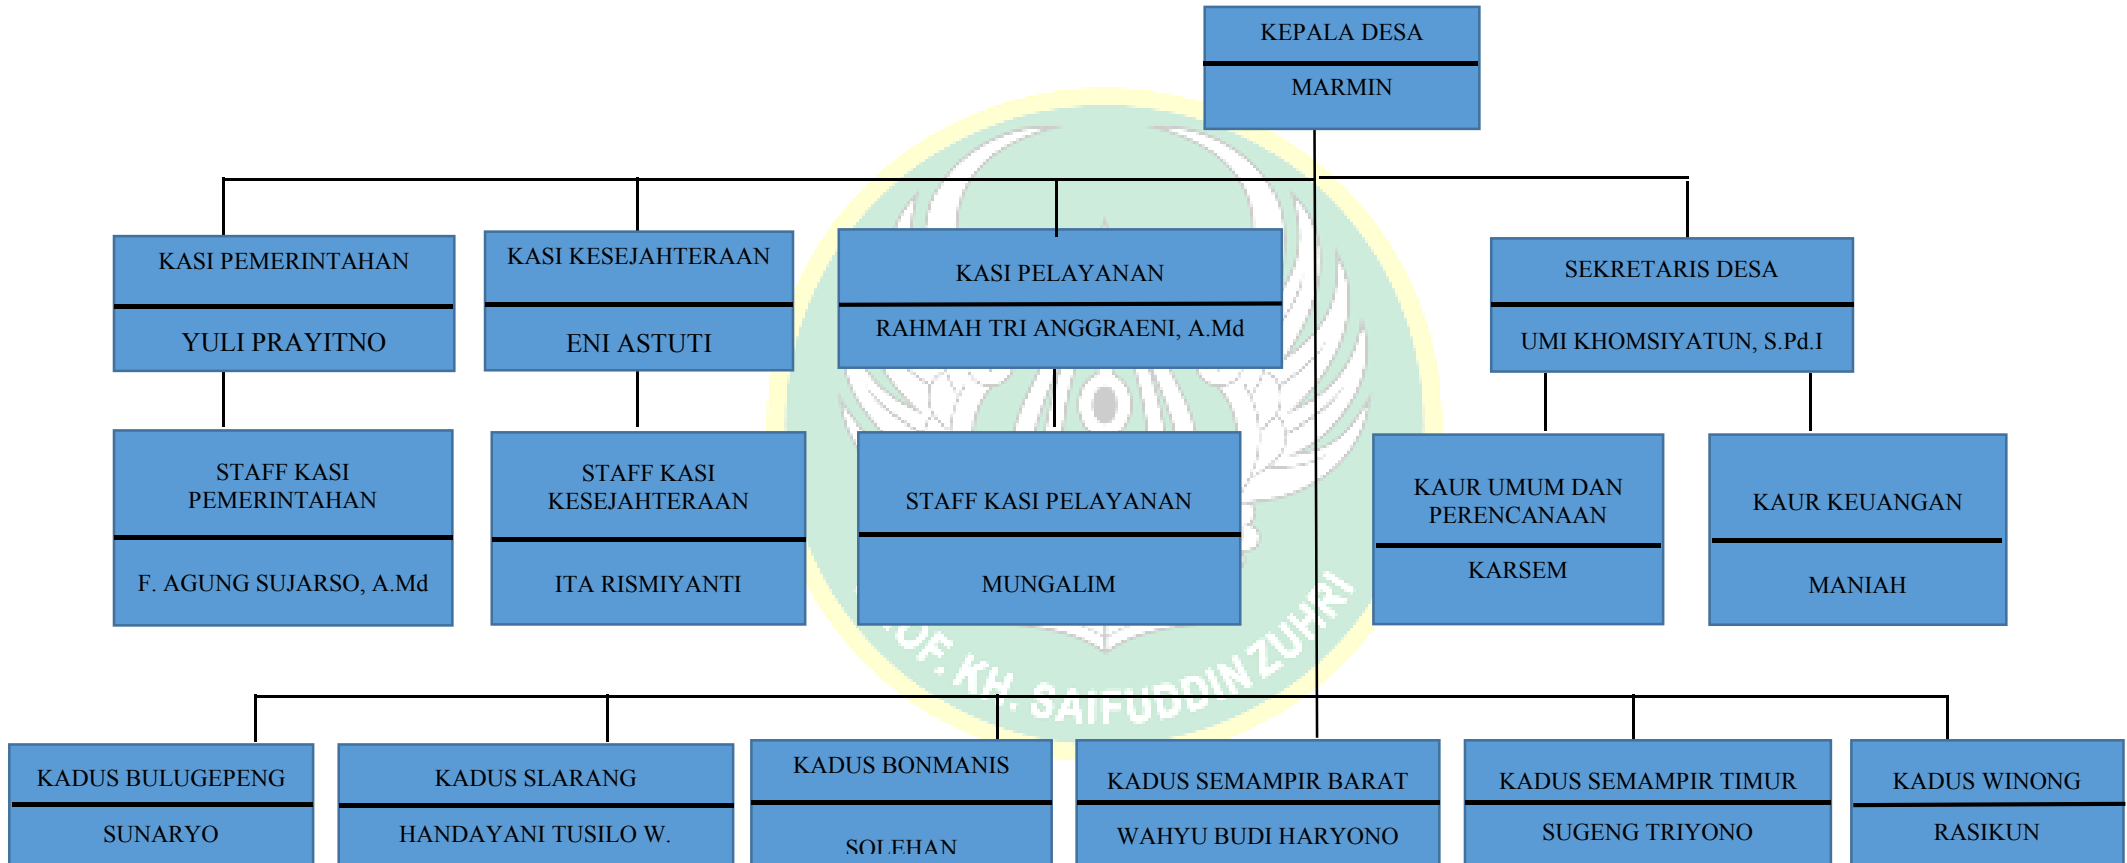 KEPALA DESA
MARMIN
KASI PEMERINTAHAN
YULI PRAYITNO
KASI KESEJAHTERAAN
ENI ASTUTI
KASI PELAYANAN
RAHMAH TRI ANGGRAENI, A.Md
SEKRETARIS DESA
UMI KHOMSIYATUN, S.Pd.I
STAFF KASI
PEMERINTAHAN
F. AGUNG SUJARSO, A.Md
STAFF KASI
KESEJAHTERAAN
ITA RISMIYANTI
STAFF KASI PELAYANAN
MUNGALIM
KAUR UMUM DAN
PERENCANAAN
KARSEM
KAUR KEUANGAN
MANIAH
OF. KH. SAIFUDDIN ZUHRI
KADUS BULUGEPENG
SUNARYO
KADUS SLARANG
HANDAYANI TUSILO W.
KADUS BONMANIS
SOLEHAN
KADUS SEMAMPIR BARAT
WAHYU BUDI HARYONO
KADUS SEMAMPIR TIMUR
SUGENG TRIYONO
KADUS WINONG
RASIKUN